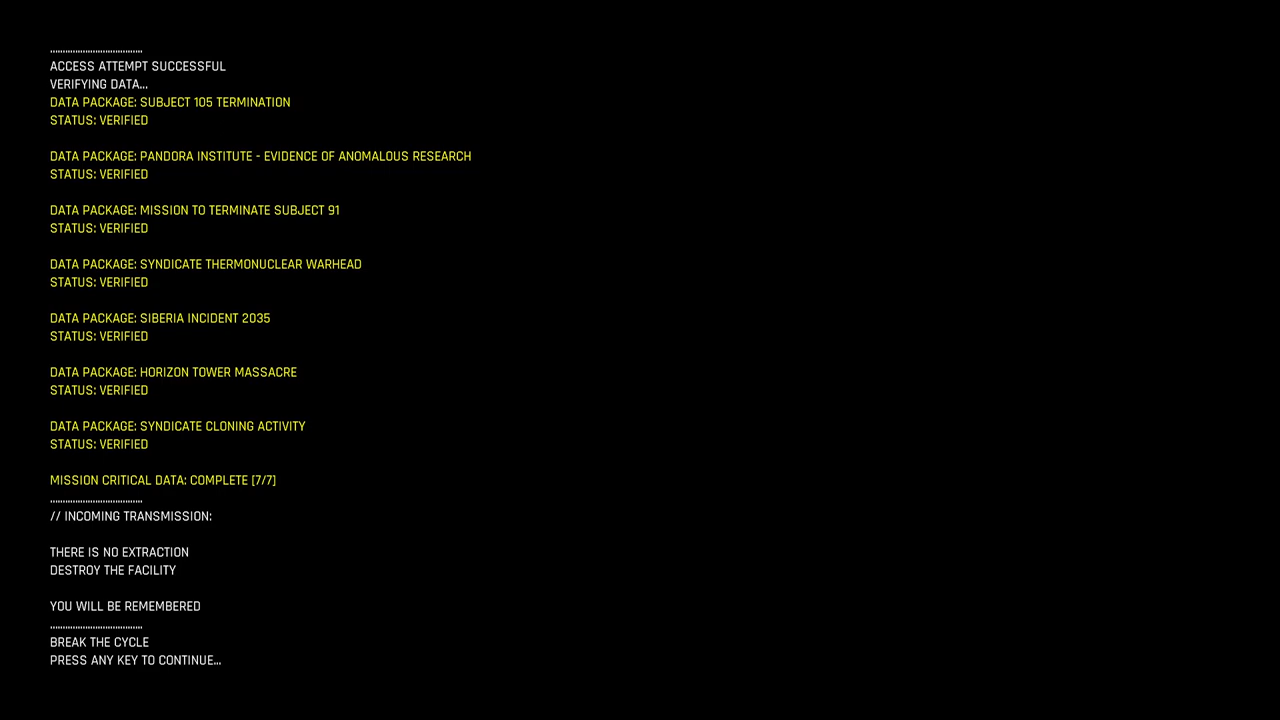 ....................................
ACCESS ATTEMPT SUCCESSFUL
VERIFYING DATA...
DATA PACKAGE: SUBJECT 105 TERMINATION
STATUS: VERIFIED
DATA PACKAGE: PANDORA INSTITUTE - EVIDENCE OF ANOMALOUS RESEARCH
STATUS: VERIFIED
DATA PACKAGE: MISSION TO TERMINATE SUBJECT 91
STATUS: VERIFIED
DATA PACKAGE: SYNDICATE THERMONUCLEAR WARHEAD
STATUS: VERIFIED
DATA PACKAGE: SIBERIA INCIDENT 2035
STATUS: VERIFIED
DATA PACKAGE: HORIZON TOWER MASSACRE
STATUS: VERIFIED
DATA PACKAGE: SYNDICATE CLONING ACTIVITY
STATUS: VERIFIED
MISSION CRITICAL DATA: COMPLETE [7/7]
....................................
// INCOMING TRANSMISSION:
THERE IS NO EXTRACTION
DESTROY THE FACILITY
YOU WILL BE REMEMBERED
....................................
BREAK THE CYCLE
PRESS ANY KEY TO CONTINUE...